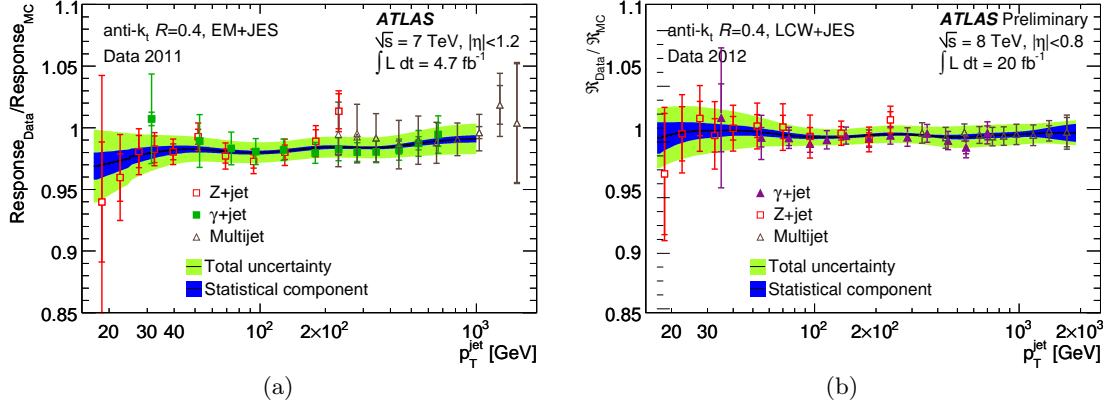 Response_Data/Response_MC
anti-k_t R=0.4, EM+JES
Data 2011
ATLAS
√s = 7 TeV, |η|<1.2
∫ L dt = 4.7 fb⁻¹
1.1
1.05
1
0.95
0.9
0.85
Z+jet
γ+jet
Multijet
Total uncertainty
Statistical component
20 30 40 10² 2×10² 10³
p_T^jet [GeV]
(a)
ℜ_Data / ℜ_MC
anti-k_t R=0.4, LCW+JES
Data 2012
ATLAS Preliminary
√s = 8 TeV, |η|<0.8
∫ L dt = 20 fb⁻¹
1.1
1.05
1
0.95
0.9
0.85
γ+jet
Z+jet
Multijet
Total uncertainty
Statistical component
20 30 10² 2×10² 10³ 2×10³
p_T^jet [GeV]
(b)